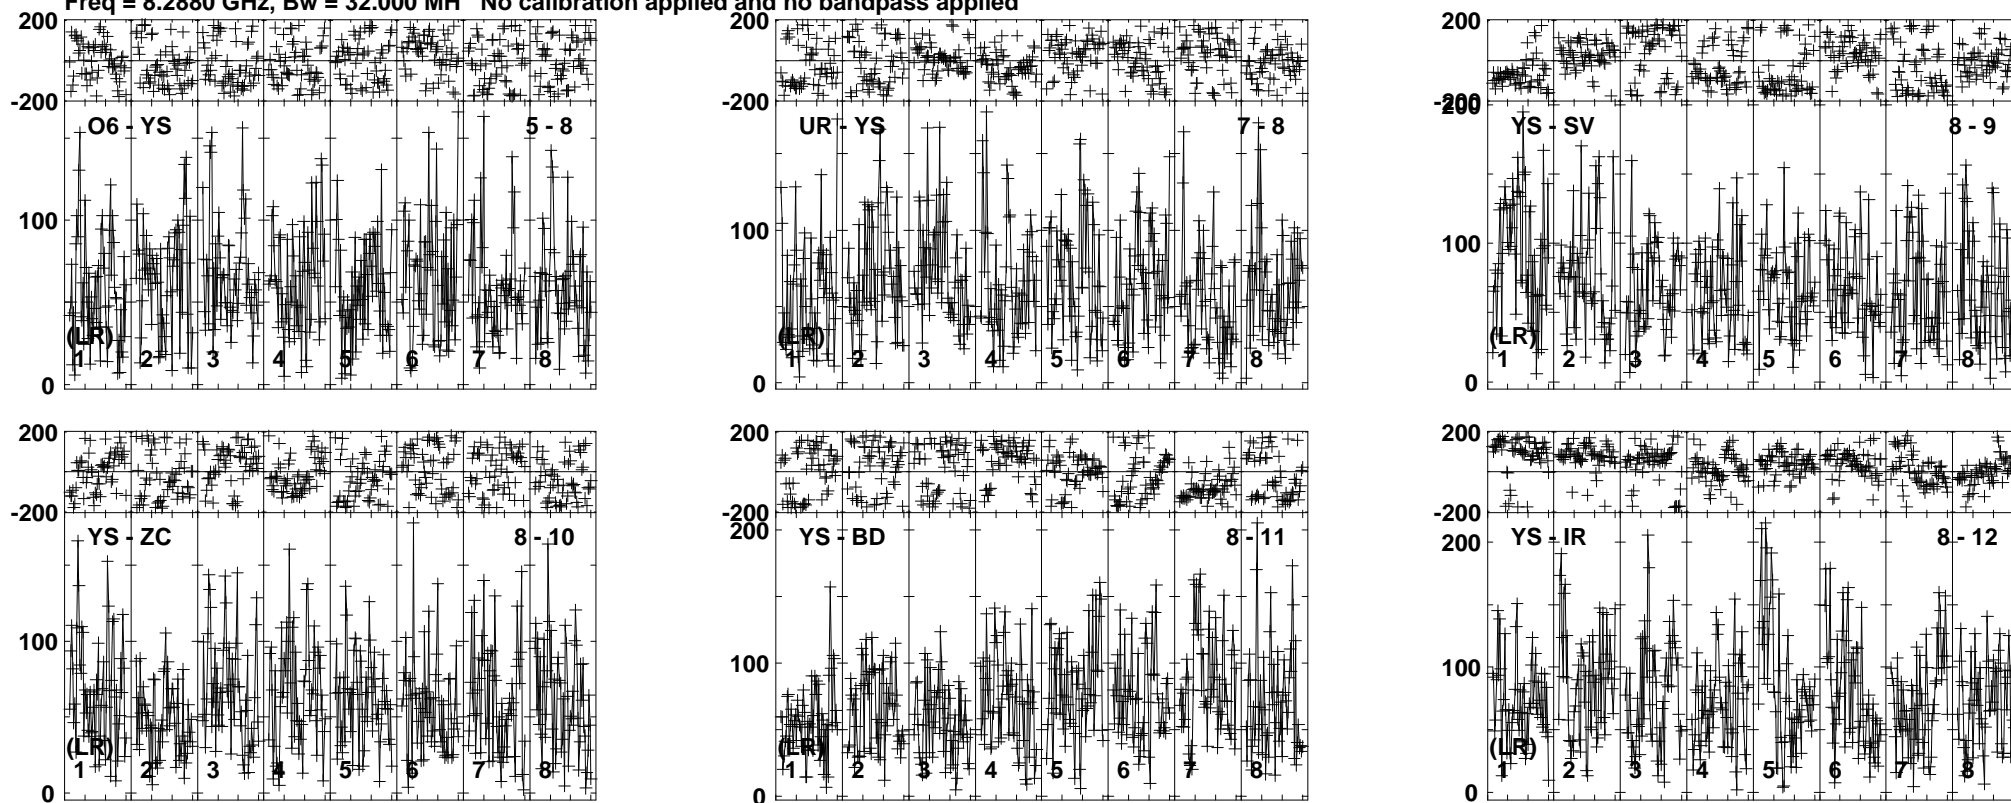 Freq = 8.2880 GHz, Bw = 32.000 MH No calibration applied and no bandpass applied
200
-200
O6 - YS 5 - 8
100
(LR)
1 2 3 4 5 6 7 8
0
200
-200
UR - YS 7 - 8
100
(LR)
1 2 3 4 5 6 7 8
0
200
-200
200
YS - SV 8 - 9
100
(LR)
1 2 3 4 5 6 7 8
0
200
-200
YS - ZC 8 - 10
100
(LR)
1 2 3 4 5 6 7 8
0
200
-200
200
YS - BD 8 - 11
100
(LR)
1 2 3 4 5 6 7 8
0
200
-200
200
YS - IR 8 - 12
100
(LR)
1 2 3 4 5 6 7 8
0